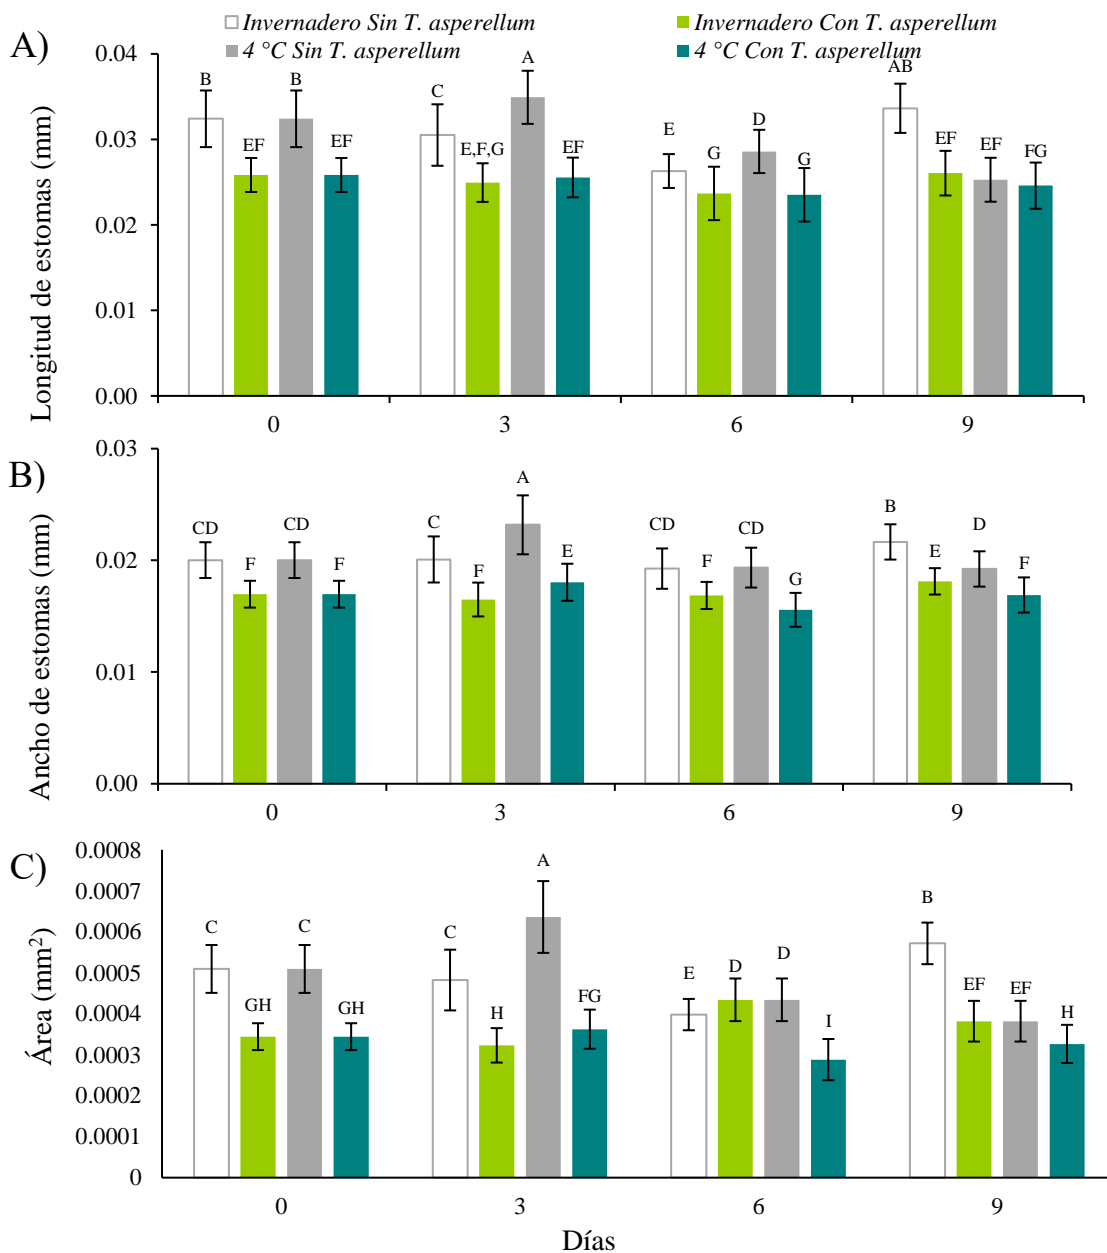 Invernadero Sin T. asperellum Invernadero Con T. asperellum
4 °C Sin T. asperellum 4 °C Con T. asperellum
A)
Longitud de estomas (mm)
0.04
0.03
0.02
0.01
0.00
B EF B EF
C E,F,G A EF
E G D G
AB EF EF FG
0 3 6 9
B)
Ancho de estomas (mm)
0.03
0.02
0.01
0.00
CD F CD F
C F A E
CD F CD G
B E D F
0 3 6 9
C)
Área (mm²)
0.0008
0.0007
0.0006
0.0005
0.0004
0.0003
0.0002
0.0001
0
C GH C GH
C H A FG
E D D I
B EF EF H
0 3 6 9
Días